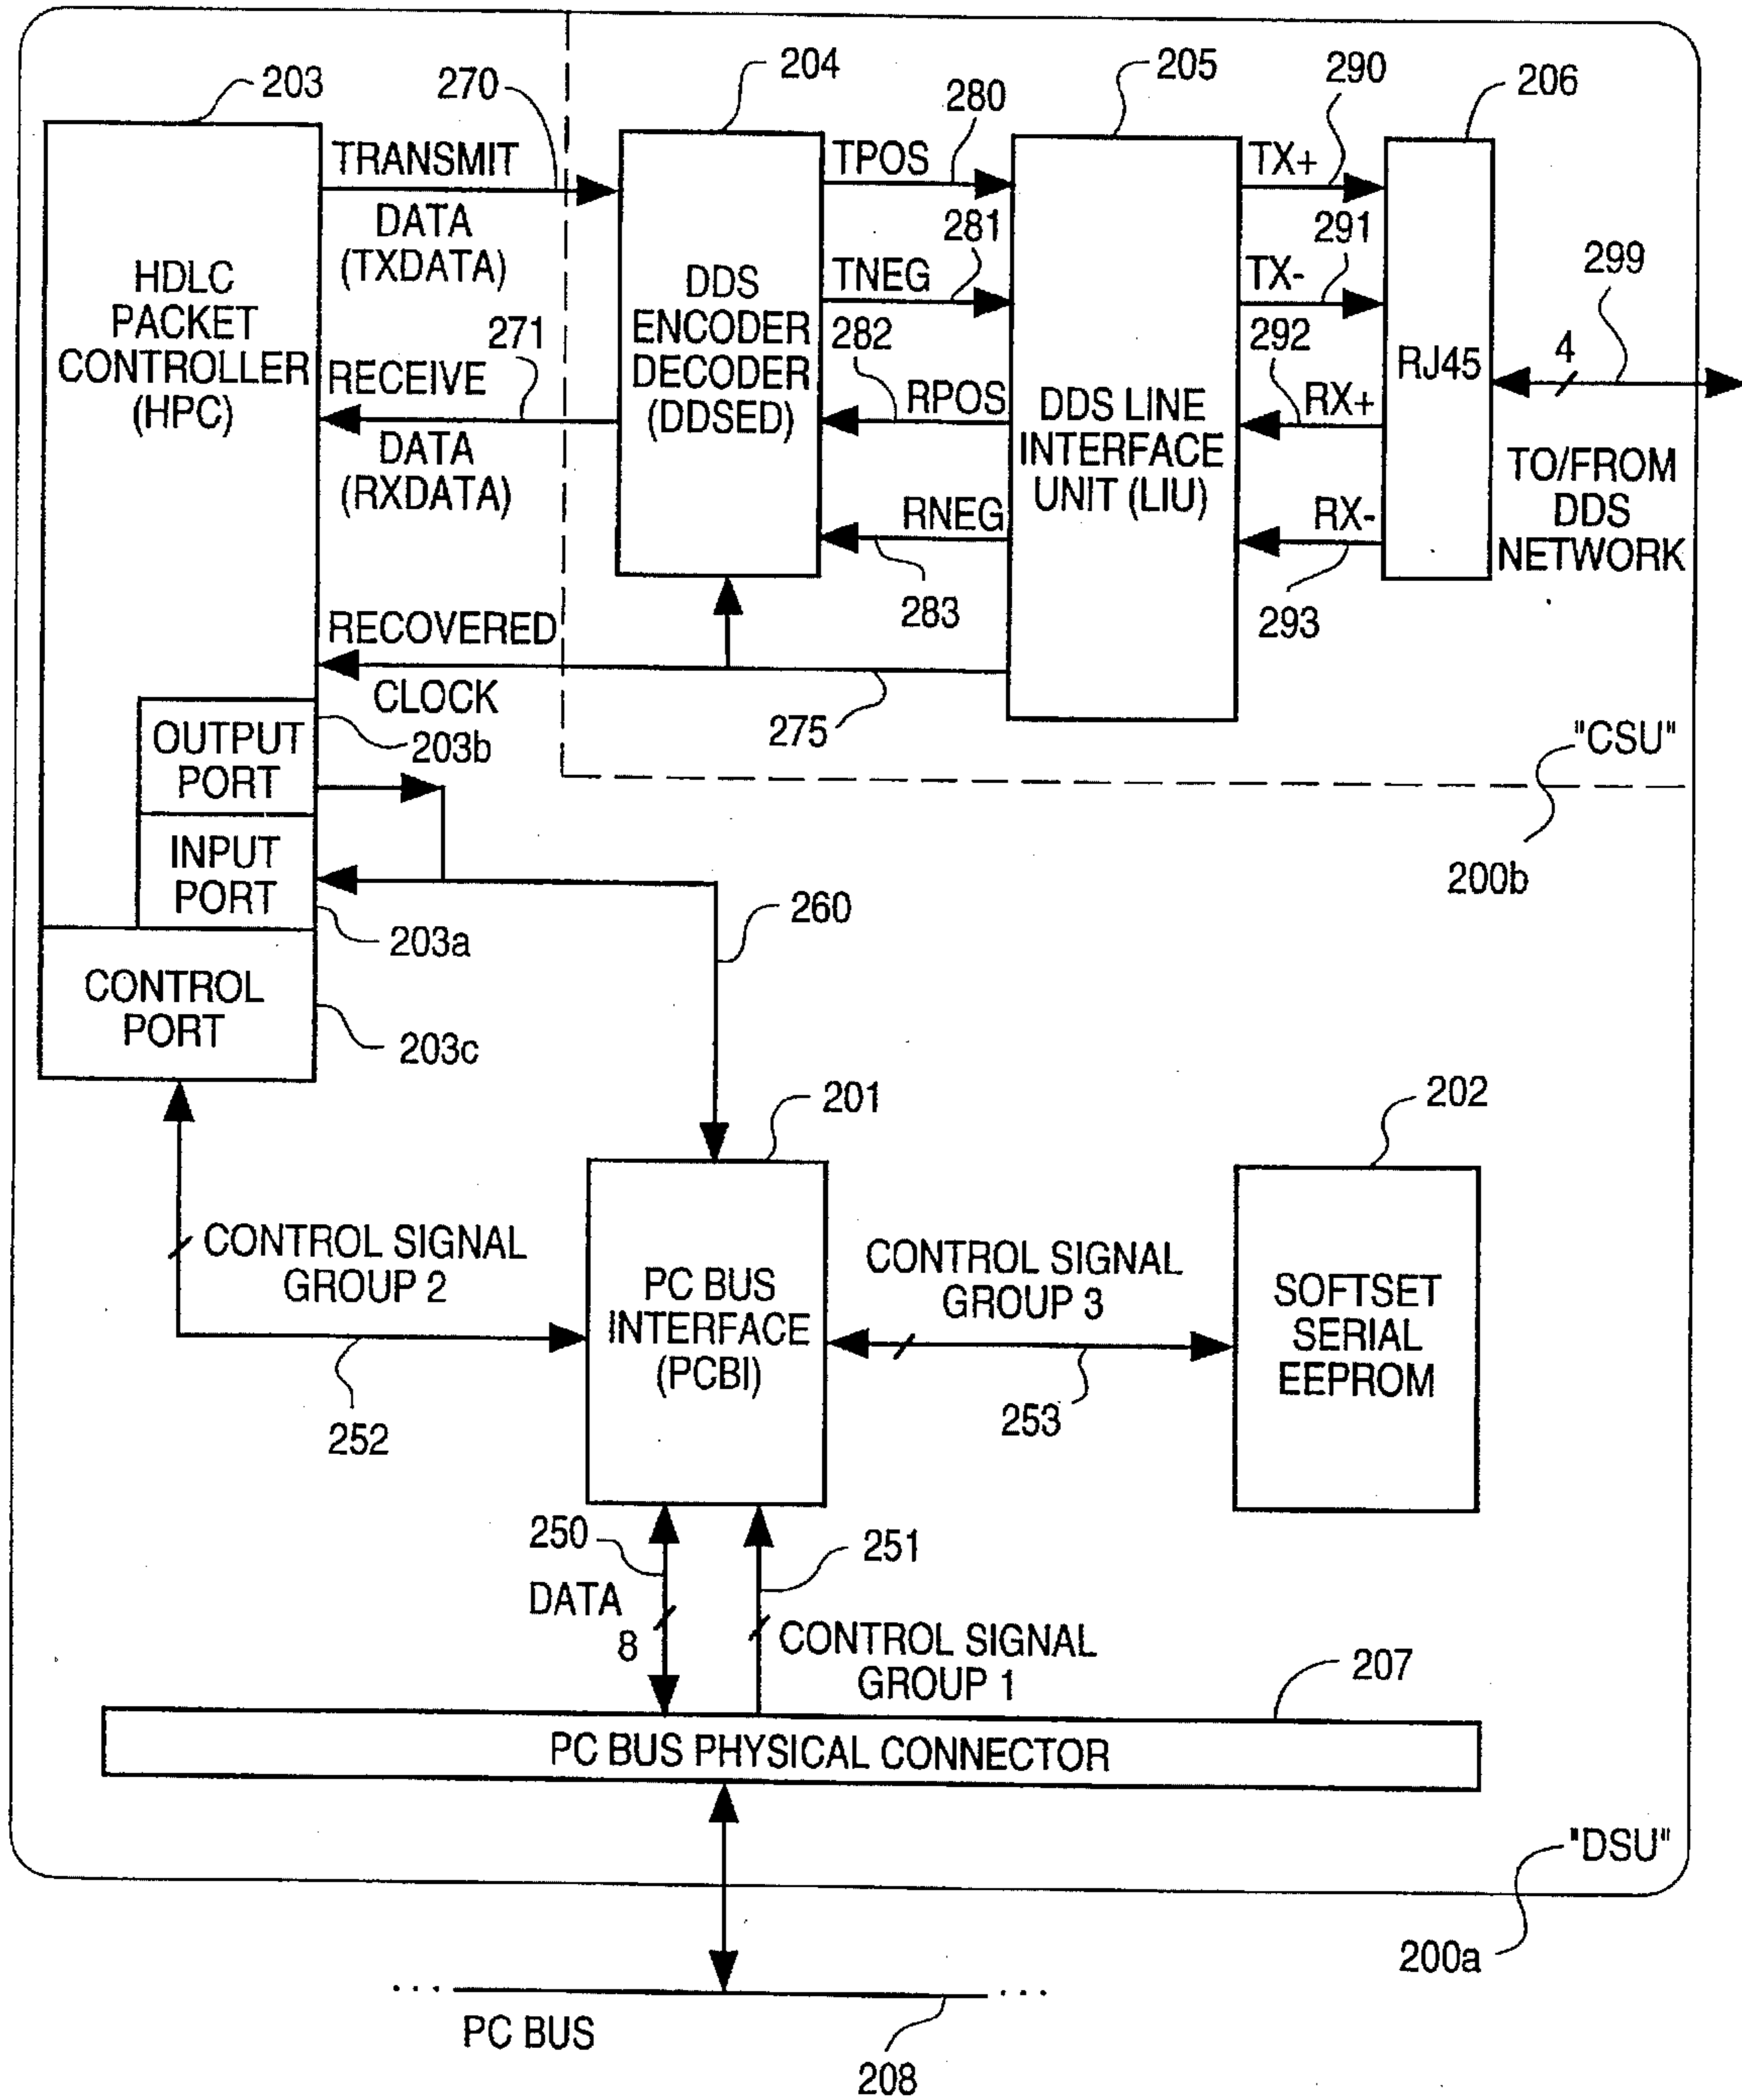 203
270
204
280
205
290
206
TRANSMIT
DATA
(TXDATA)
TPOS
TX+
281
291
299
HDLC
PACKET
CONTROLLER
(HPC)
DDS
ENCODER
DECODER
(DDSED)
TNEG
TX-
271
282
292
4
RJ45
RECEIVE
DATA
(RXDATA)
RPOS
DDS LINE
INTERFACE
UNIT (LIU)
RX+
TO/FROM
DDS
NETWORK
RNEG
RX-
283
293
RECOVERED
CLOCK
275
OUTPUT
PORT
203b
"CSU"
INPUT
PORT
200b
260
203a
CONTROL
PORT
203c
201
202
CONTROL SIGNAL
GROUP 2
PC BUS
INTERFACE
(PCBI)
CONTROL SIGNAL
GROUP 3
SOFTSET
SERIAL
EEPROM
252
253
250
251
DATA
8
CONTROL SIGNAL
GROUP 1
207
PC BUS PHYSICAL CONNECTOR
"DSU"
200a
PC BUS
208